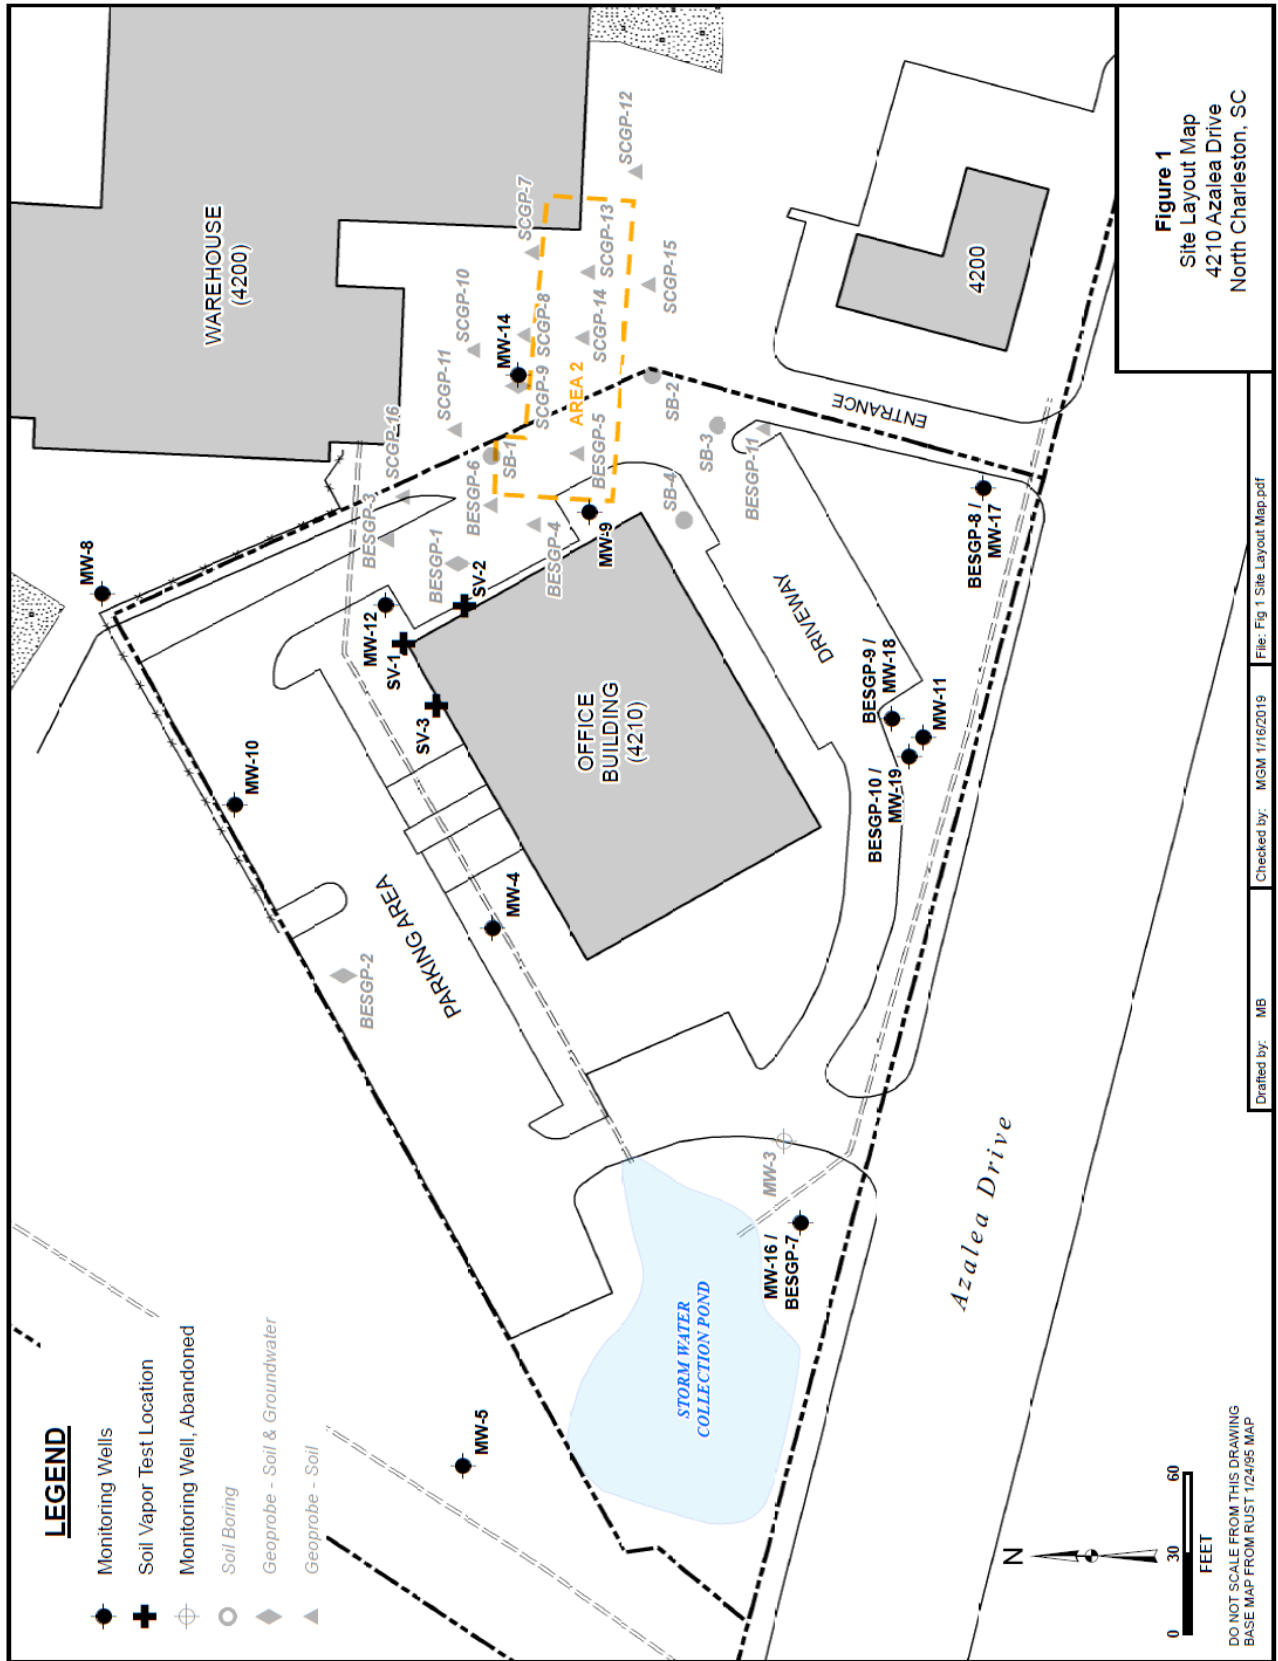 LEGEND
Monitoring Wells
Soil Vapor Test Location
Monitoring Well, Abandoned
Soil Boring
Geoprobe - Soil & Groundwater
Geoprobe - Soil
MW-5
STORM WATER
COLLECTION POND
MW-16 /
BESGP-7
MW-3
BESGP-2
PARKING AREA
MW-10
MW-4
MW-8
SV-3
SV-1
MW-12
SV-2
OFFICE
BUILDING
(4210)
BESGP-3
SCGP-16
BESGP-1
BESGP-6
BESGP-4
MW-9
SB-1
BESGP-5
AREA 2
SCGP-11
SCGP-10
MW-14
SCGP-9
SCGP-8
SCGP-7
SCGP-14
SCGP-13
SCGP-12
SCGP-15
WAREHOUSE
(4200)
SB-2
SB-3
SB-4
BESGP-11
DRIVEWAY
ENTRANCE
BESGP-8 /
MW-17
BESGP-9 /
MW-18
MW-11
BESGP-10 /
MW-19
4200
Azalea Drive
N
0 30 60
FEET
DO NOT SCALE FROM THIS DRAWING
BASE MAP FROM RUST 1/24/95 MAP
Drafted by: MB
Checked by: MGM 1/16/2019
File: Fig 1 Site Layout Map.pdf
Figure 1
Site Layout Map
4210 Azalea Drive
North Charleston, SC